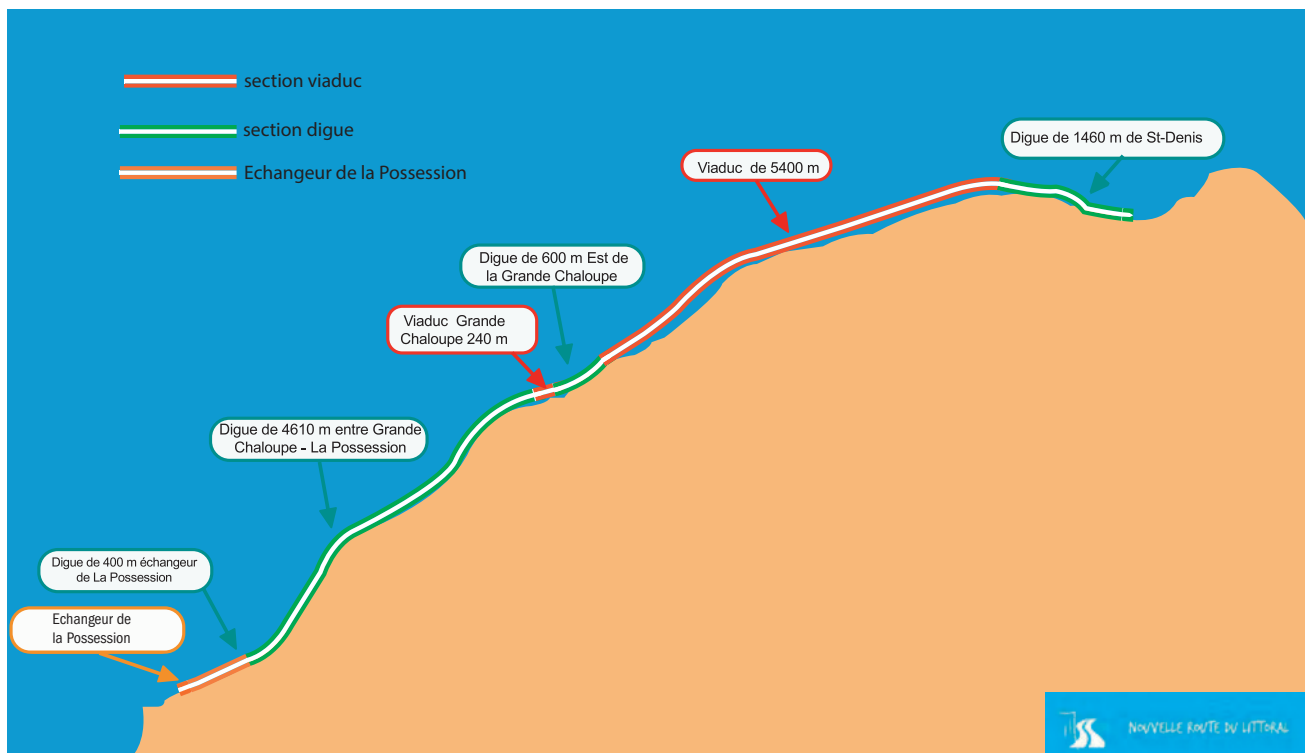 section viaduc
section digue
Echangeur de la Possession
Digue de 1460 m de St-Denis
Viaduc de 5400 m
Digue de 600 m Est de
la Grande Chaloupe
Viaduc Grande
Chaloupe 240 m
Digue de 4610 m entre Grande
Chaloupe - La Possession
Digue de 400 m échangeur
de La Possession
Echangeur de
la Possession
NOUVELLE ROUTE DU LITTORAL